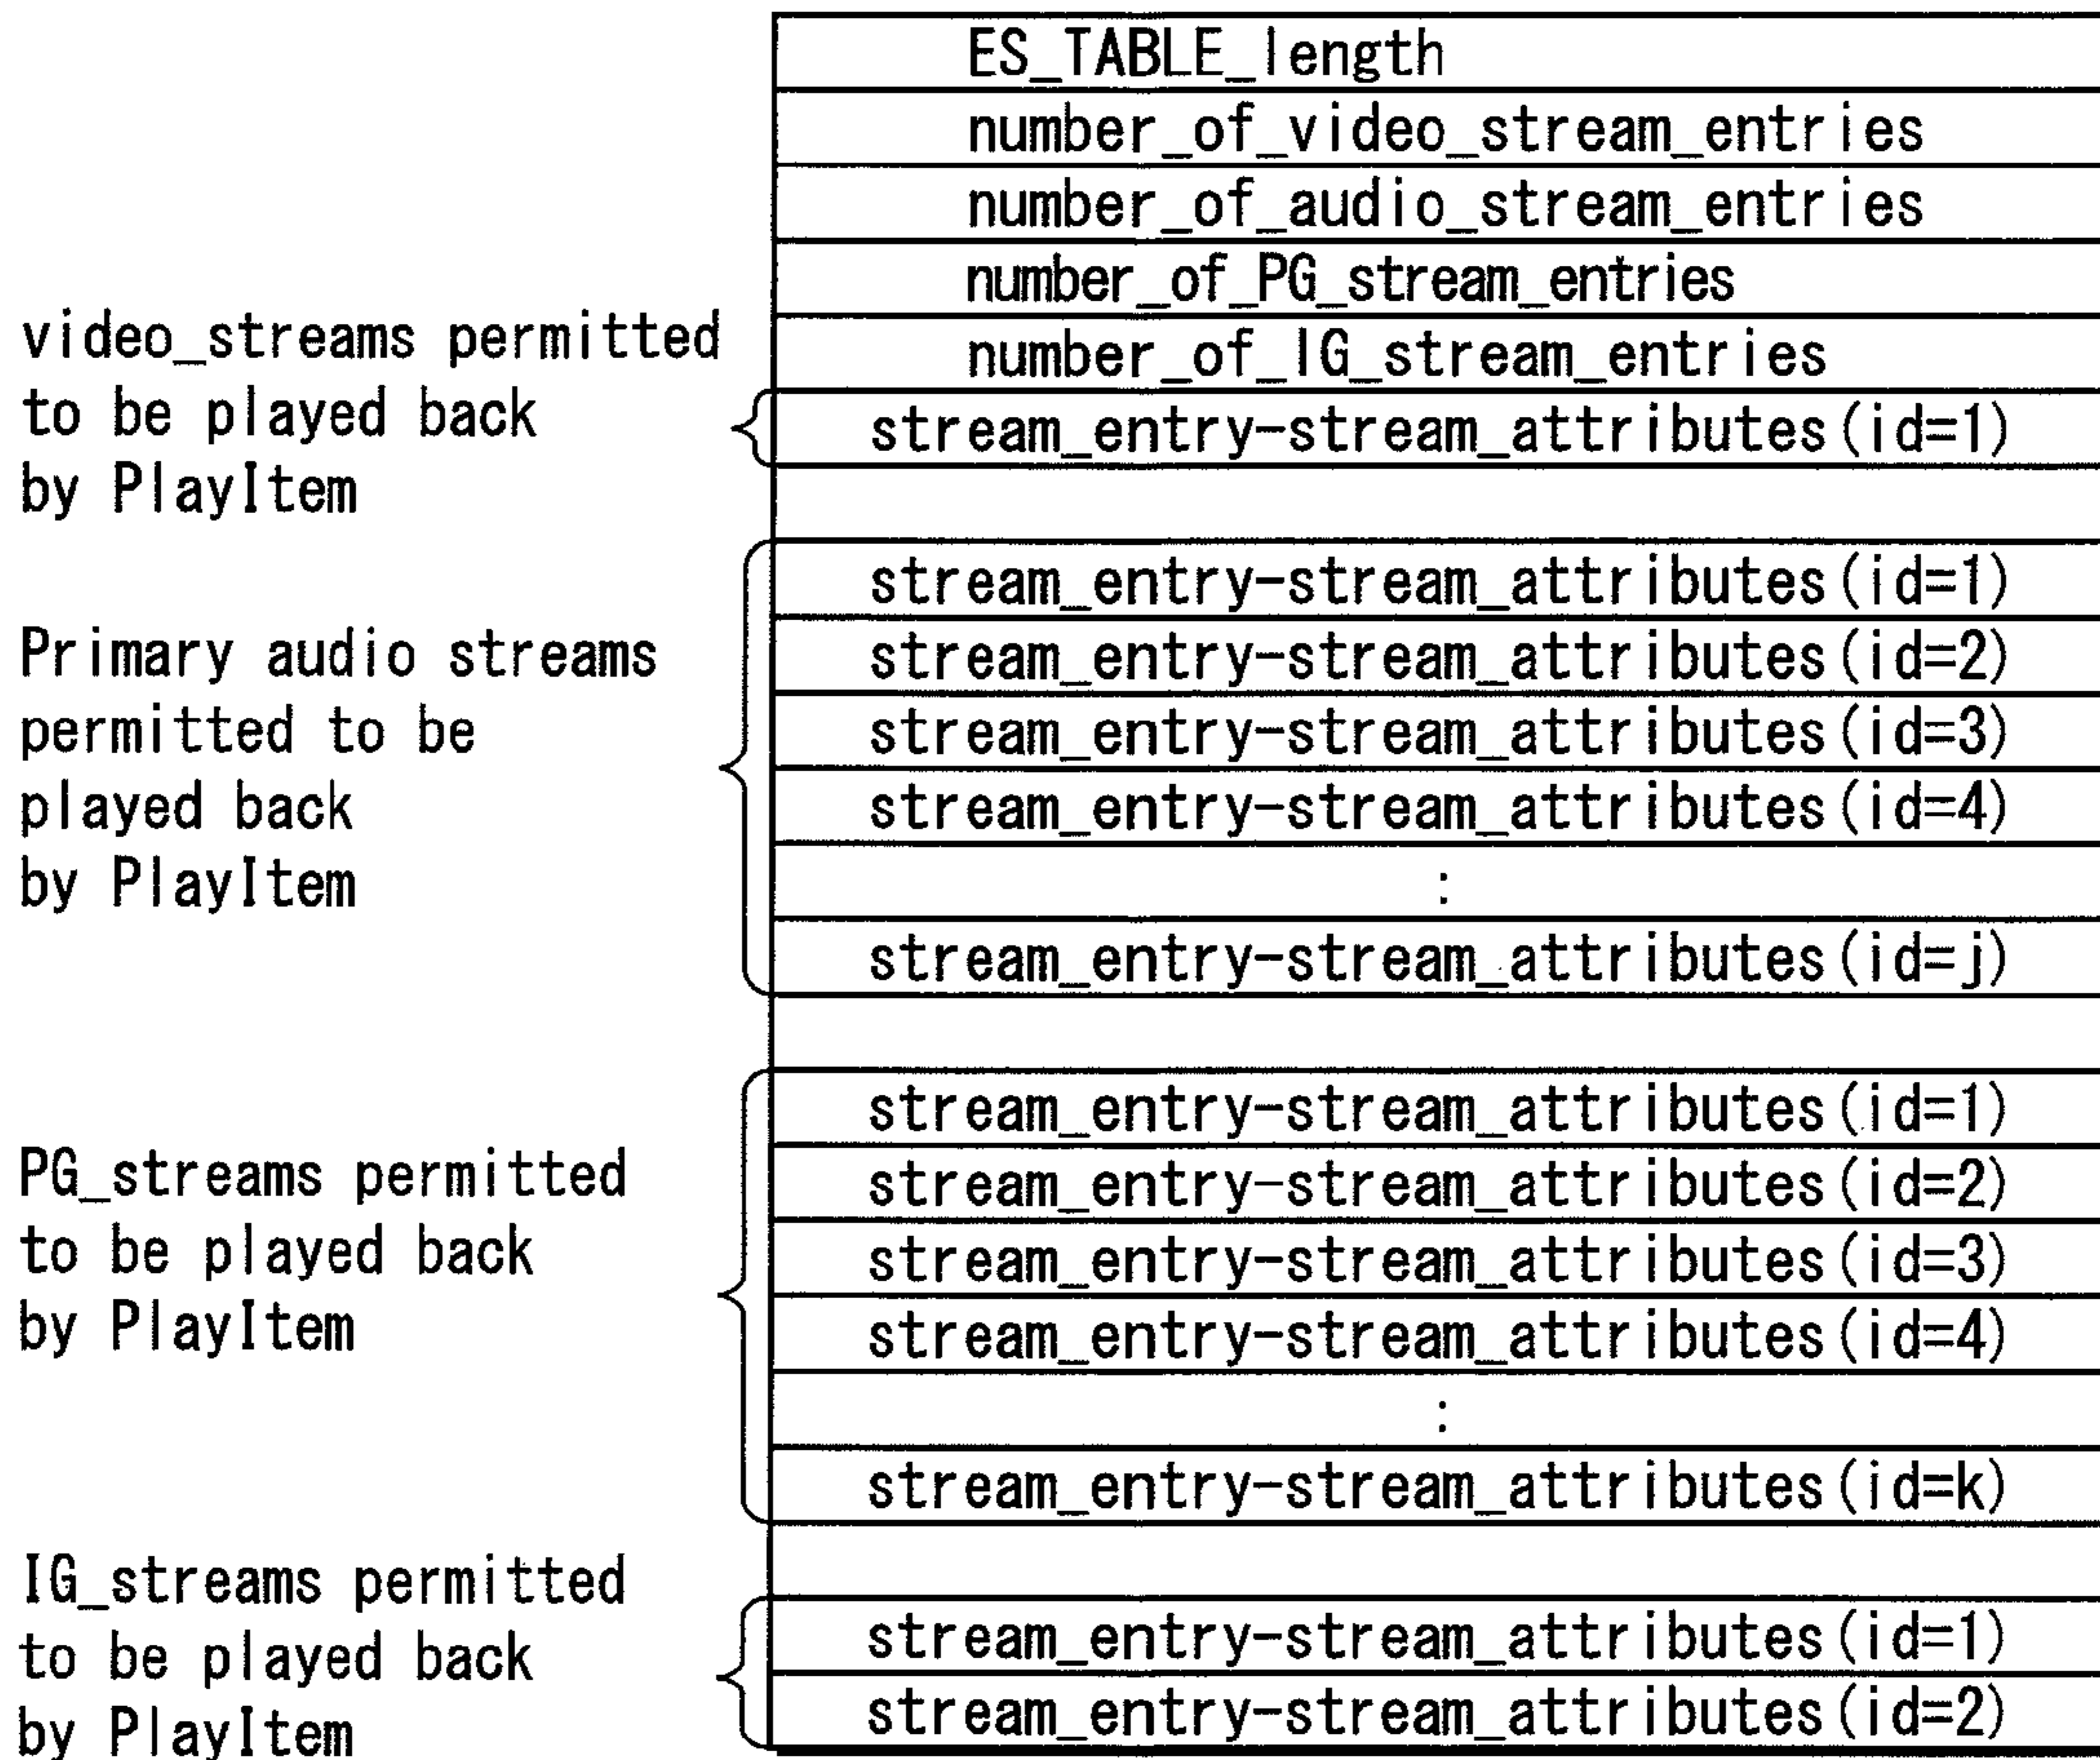 ES_TABLE_length
number_of_video_stream_entries
number_of_audio_stream_entries
number_of_PG_stream_entries
number_of_IG_stream_entries
video_streams permitted
to be played back
by PlayItem
stream_entry-stream_attributes(id=1)
Primary audio streams
permitted to be
played back
by PlayItem
stream_entry-stream_attributes(id=1)
stream_entry-stream_attributes(id=2)
stream_entry-stream_attributes(id=3)
stream_entry-stream_attributes(id=4)
:
stream_entry-stream_attributes(id=j)
PG_streams permitted
to be played back
by PlayItem
stream_entry-stream_attributes(id=1)
stream_entry-stream_attributes(id=2)
stream_entry-stream_attributes(id=3)
stream_entry-stream_attributes(id=4)
:
stream_entry-stream_attributes(id=k)
IG_streams permitted
to be played back
by PlayItem
stream_entry-stream_attributes(id=1)
stream_entry-stream_attributes(id=2)